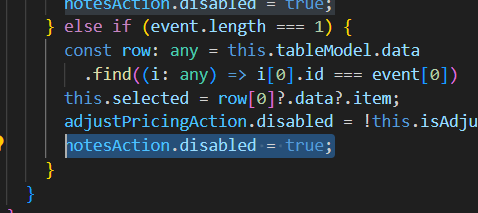 notesAction.disabled = true;
} else if (event.length === 1) {
const row: any = this.tableModel.data
.find((i: any) => i[0].id === event[0])
this.selected = row[0]?.data?.item;
adjustPricingAction.disabled = !this.isAdju
notesAction.disabled = true;
}
}